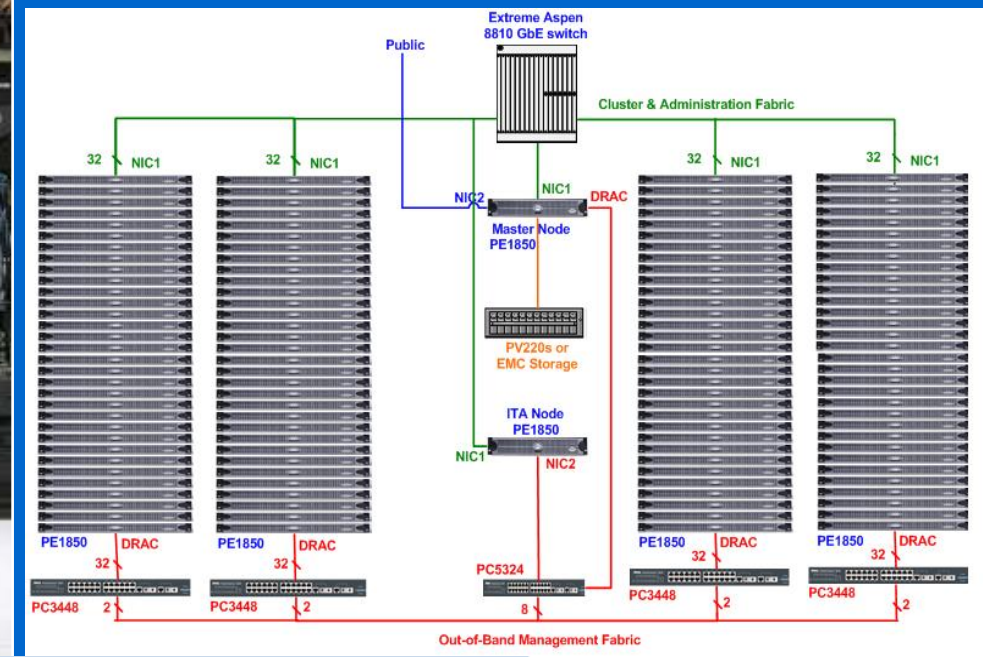 Extreme Aspen
8810 GbE switch
Public
Cluster & Administration Fabric
32 NIC1
32 NIC1
32 NIC1
32 NIC1
NIC1
NIC2
DRAC
Master Node
PE1850
PV220s or
EMC Storage
ITA Node
PE1850
NIC1
NIC2
PE1850 DRAC
32
PE1850 DRAC
32
PE1850 DRAC
32
PE1850 DRAC
32
PC3448 2
PC3448 2
PC5324
8
PC3448 2
PC3448 2
Out-of-Band Management Fabric